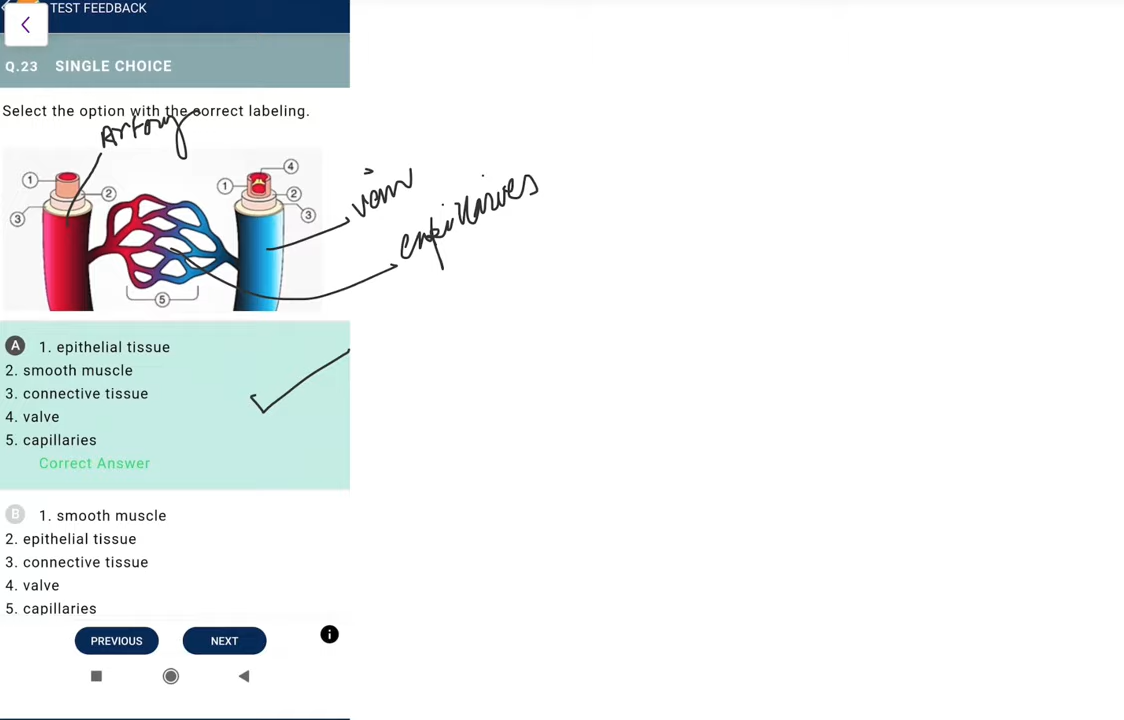 TEST FEEDBACK
Q.23 SINGLE CHOICE
Select the option with the correct labeling.
Artory
1
2
3
4
1
2
3
5
vein
capillaries
A 1. epithelial tissue
2. smooth muscle
3. connective tissue
4. valve
5. capillaries
Correct Answer
B 1. smooth muscle
2. epithelial tissue
3. connective tissue
4. valve
5. capillaries
PREVIOUS NEXT i